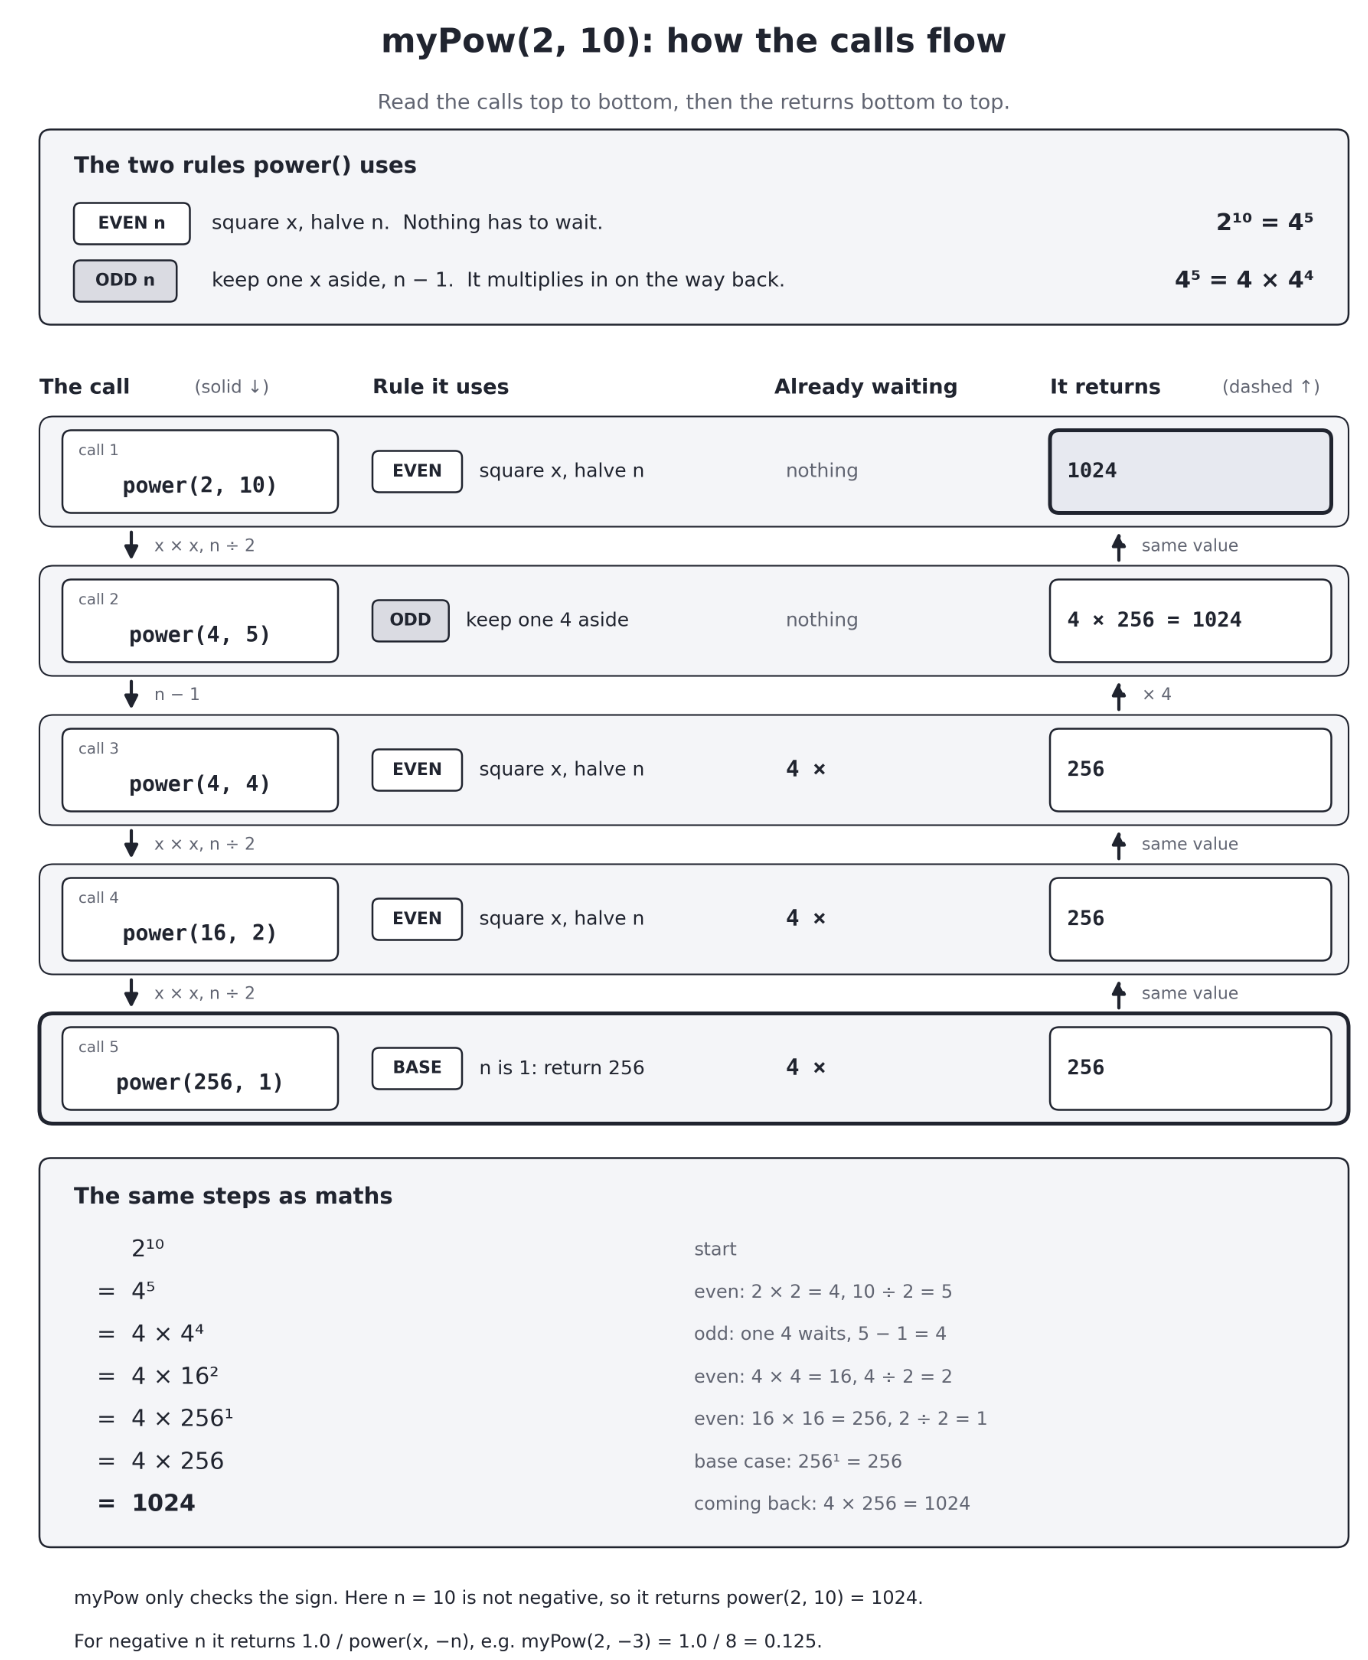 myPow(2, 10): how the calls flow
Read the calls top to bottom, then the returns bottom to top.
The two rules power() uses
EVEN n square x, halve n. Nothing has to wait. 2¹⁰ = 4⁵
ODD n keep one x aside, n − 1. It multiplies in on the way back. 4⁵ = 4 × 4⁴
The call (solid ↓) Rule it uses Already waiting It returns (dashed ↑)
call 1
power(2, 10) EVEN square x, halve n nothing 1024
x × x, n ÷ 2 same value
call 2
power(4, 5) ODD keep one 4 aside nothing 4 × 256 = 1024
n − 1 × 4
call 3
power(4, 4) EVEN square x, halve n 4 × 256
x × x, n ÷ 2 same value
call 4
power(16, 2) EVEN square x, halve n 4 × 256
x × x, n ÷ 2 same value
call 5
power(256, 1) BASE n is 1: return 256 4 × 256
The same steps as maths
2¹⁰ start
= 4⁵ even: 2 × 2 = 4, 10 ÷ 2 = 5
= 4 × 4⁴ odd: one 4 waits, 5 − 1 = 4
= 4 × 16² even: 4 × 4 = 16, 4 ÷ 2 = 2
= 4 × 256¹ even: 16 × 16 = 256, 2 ÷ 2 = 1
= 4 × 256 base case: 256¹ = 256
= 1024 coming back: 4 × 256 = 1024
myPow only checks the sign. Here n = 10 is not negative, so it returns power(2, 10) = 1024.
For negative n it returns 1.0 / power(x, −n), e.g. myPow(2, −3) = 1.0 / 8 = 0.125.